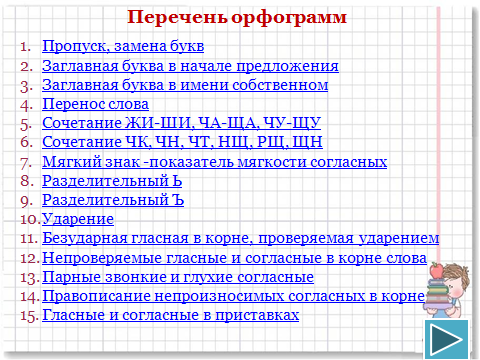 Перечень орфограмм
1. Пропуск, замена букв
2. Заглавная буква в начале предложения
3. Заглавная буква в имени собственном
4. Перенос слова
5. Сочетание ЖИ-ШИ, ЧА-ЩА, ЧУ-ЩУ
6. Сочетание ЧК, ЧН, ЧТ, НЩ, РЩ, ЩН
7. Мягкий знак -показатель мягкости согласных
8. Разделительный Ь
9. Разделительный Ъ
10. Ударение
11. Безударная гласная в корне, проверяемая ударением
12. Непроверяемые гласные и согласные в корне слова
13. Парные звонкие и глухие согласные
14. Правописание непроизносимых согласных в корне
15. Гласные и согласные в приставках